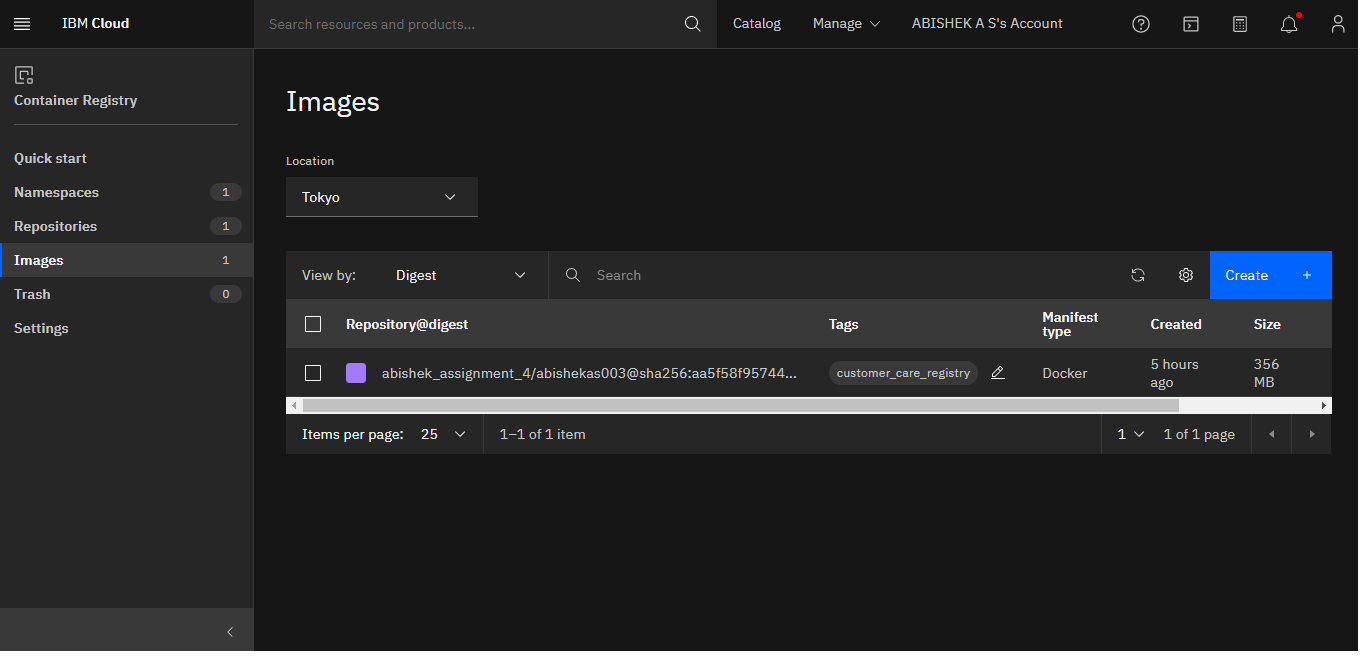 IBM Cloud
Search resources and products...
Catalog
Manage
ABISHEK A S's Account
Container Registry
Quick start
Namespaces 1
Repositories 1
Images 1
Trash 0
Settings
Images
Location
Tokyo
View by: Digest
Search
Create +
Repository@digest Tags Manifest type Created Size
abishek_assignment_4/abishekas003@sha256:aa5f58f95744... customer_care_registry Docker 5 hours ago 356 MB
Items per page: 25 1–1 of 1 item 1 1 of 1 page